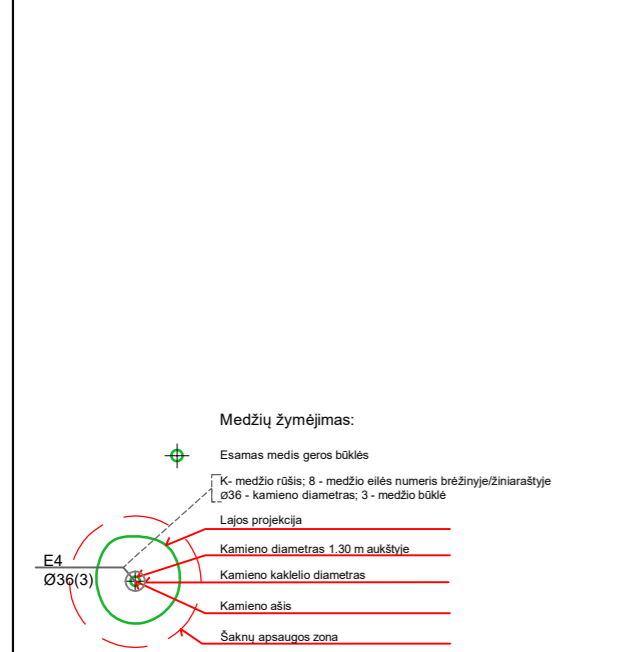 Medžių žymėjimas:
Esamas medis geros būklės
K- medžio rūšis; 8 - medžio eilės numeris brėžinyje/žiniaraštyje
Ø36 - kamieno diametras; 3 - medžio būklė
Lajos projekcija
Kamieno diametras 1.30 m aukštyje
E4
Ø36(3)
Kamieno kaklelio diametras
Kamieno ašis
Šaknų apsaugos zona